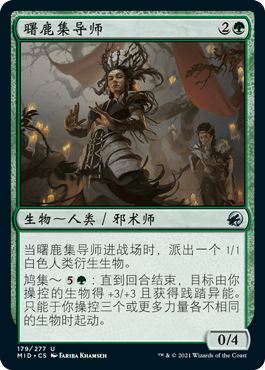 曙鹿集导师 2
生物～人类／邪术师
当曙鹿集导师进战场时，派出一个 1/1
白色人类衍生生物。
鸠集～ 5 ：直到回合结束，目标由你
操控的生物得 +3/+3 且获得践踏异能。
只能于你操控三个或更多力量各不相同
的生物时起动。
0/4
179/277 U
MID • CS FARIBA KHAMSEH
™ & © 2021 Wizards of the Coast